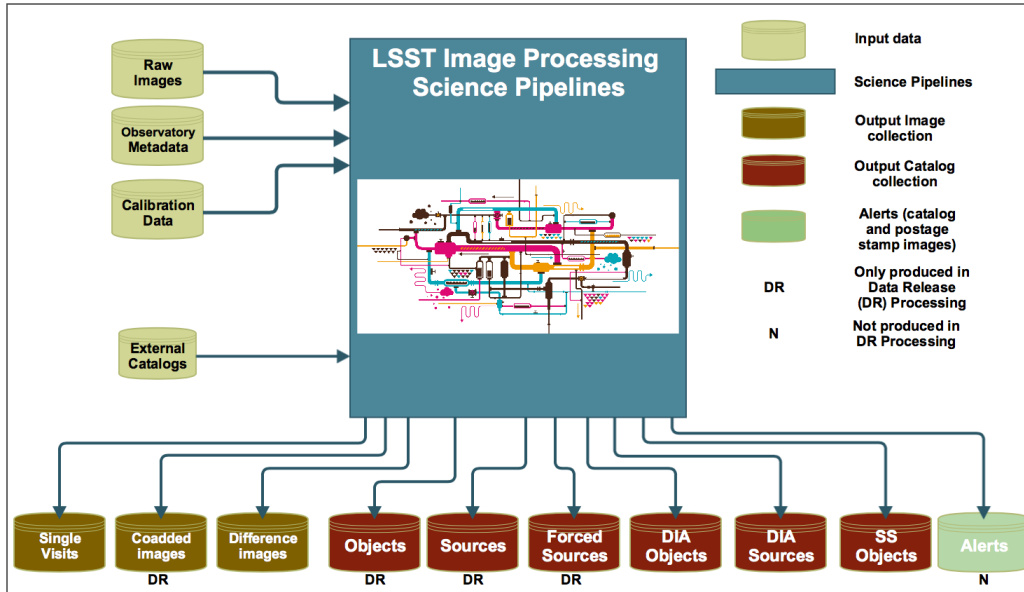 LSST Image Processing
Science Pipelines
Raw
Images
Observatory
Metadata
Calibration
Data
External
Catalogs
Input data
Science Pipelines
Output Image
collection
Output Catalog
collection
Alerts (catalog
and postage
stamp images)
DR
Only produced in
Data Release
(DR) Processing
N
Not produced in
DR Processing
Single
Visits
Coadded
images
DR
Difference
images
Objects
DR
Sources
DR
Forced
Sources
DR
DIA
Objects
DIA
Sources
SS
Objects
Alerts
N